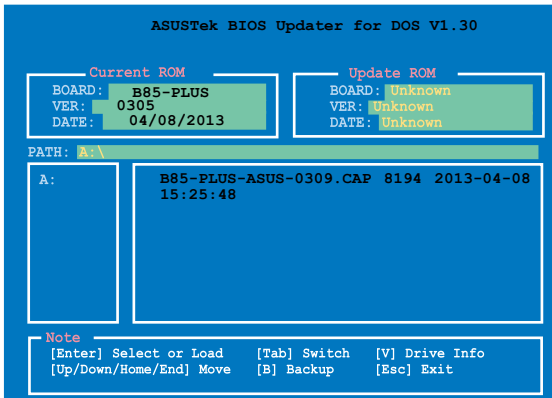 ASUSTek BIOS Updater for DOS V1.30
Current ROM
BOARD: B85-PLUS
VER: 0305
DATE: 04/08/2013
Update ROM
BOARD: Unknown
VER: Unknown
DATE: Unknown
PATH: A:\
A:
B85-PLUS-ASUS-0309.CAP 8194 2013-04-08
15:25:48
Note
[Enter] Select or Load [Tab] Switch [V] Drive Info
[Up/Down/Home/End] Move [B] Backup [Esc] Exit